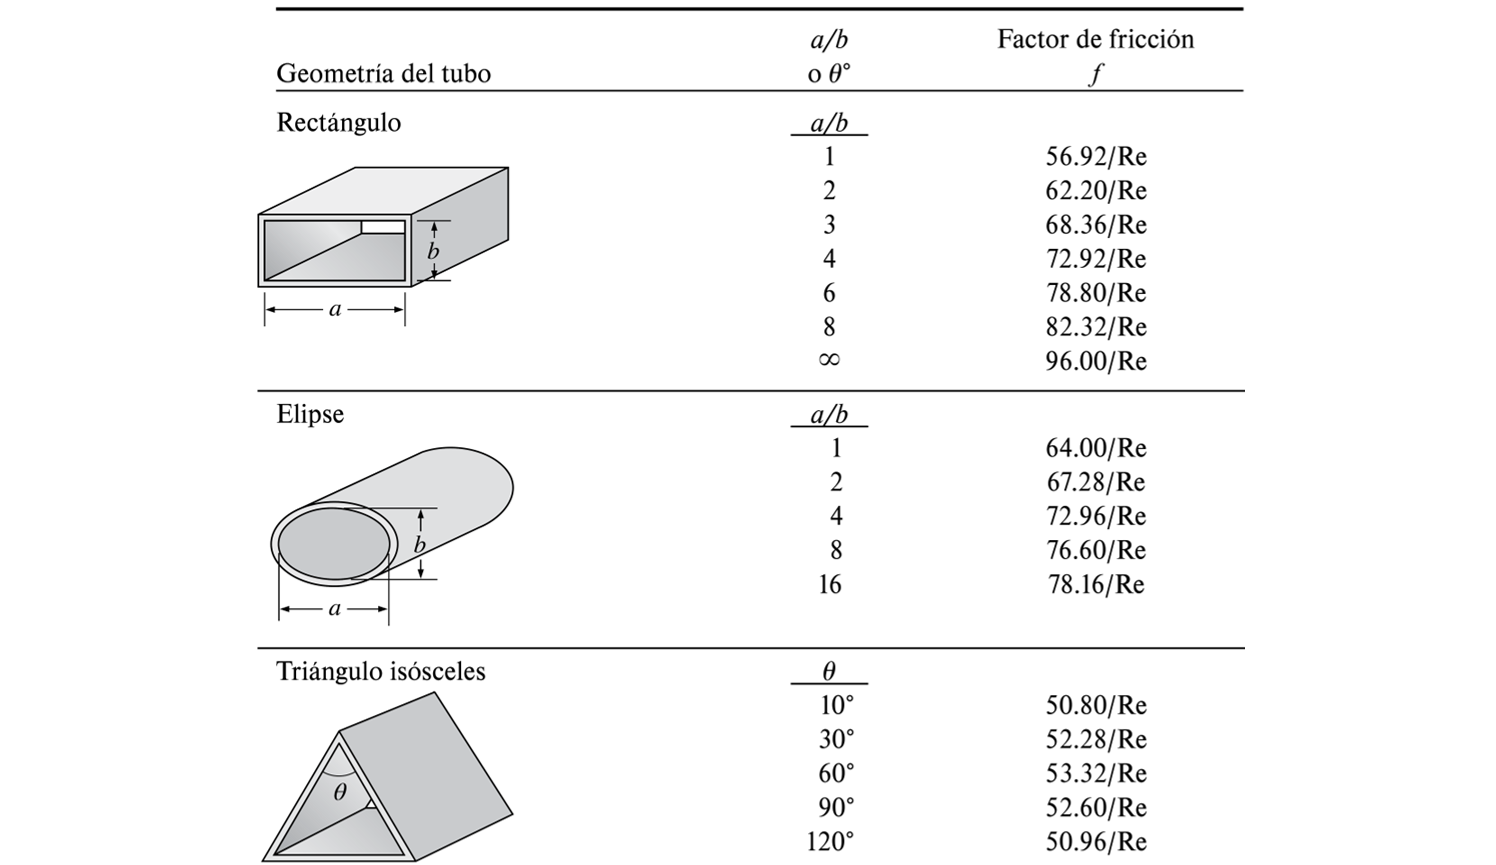 a/b Factor de fricción
Geometría del tubo o θ° f
Rectángulo a/b
1 56.92/Re
2 62.20/Re
3 68.36/Re
b 4 72.92/Re
6 78.80/Re
a 8 82.32/Re
∞ 96.00/Re
Elipse a/b
1 64.00/Re
2 67.28/Re
4 72.96/Re
b 8 76.60/Re
a 16 78.16/Re
Triángulo isósceles θ
10° 50.80/Re
30° 52.28/Re
60° 53.32/Re
θ 90° 52.60/Re
120° 50.96/Re